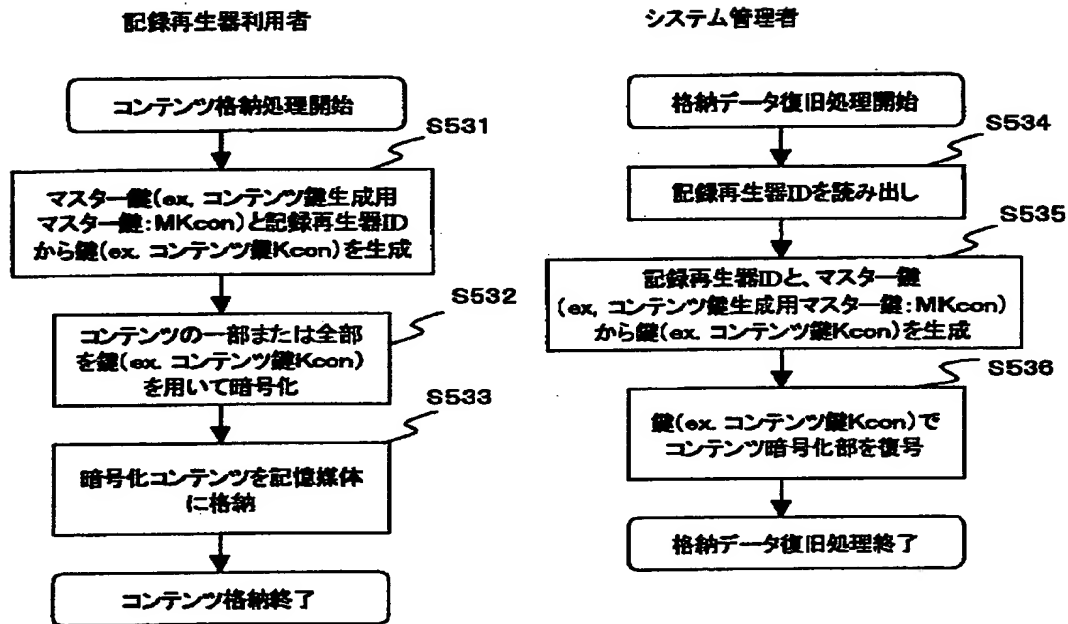 記録再生器利用者
コンテンツ格納処理開始
S531
マスター鍵(ex, コンテンツ鍵生成用
マスター鍵:MKcon)と記録再生器ID
から鍵(ex. コンテンツ鍵Kcon)を生成
S532
コンテンツの一部または全部
を鍵(ex. コンテンツ鍵Kcon)
を用いて暗号化
S533
暗号化コンテンツを記憶媒体
に格納
コンテンツ格納終了
システム管理者
格納データ復旧処理開始
S534
記録再生器IDを読み出し
S535
記録再生器IDと、マスター鍵
(ex, コンテンツ鍵生成用マスター鍵:MKcon)
から鍵(ex. コンテンツ鍵Kcon)を生成
S536
鍵(ex. コンテンツ鍵Kcon)で
コンテンツ暗号化部を復号
格納データ復旧処理終了